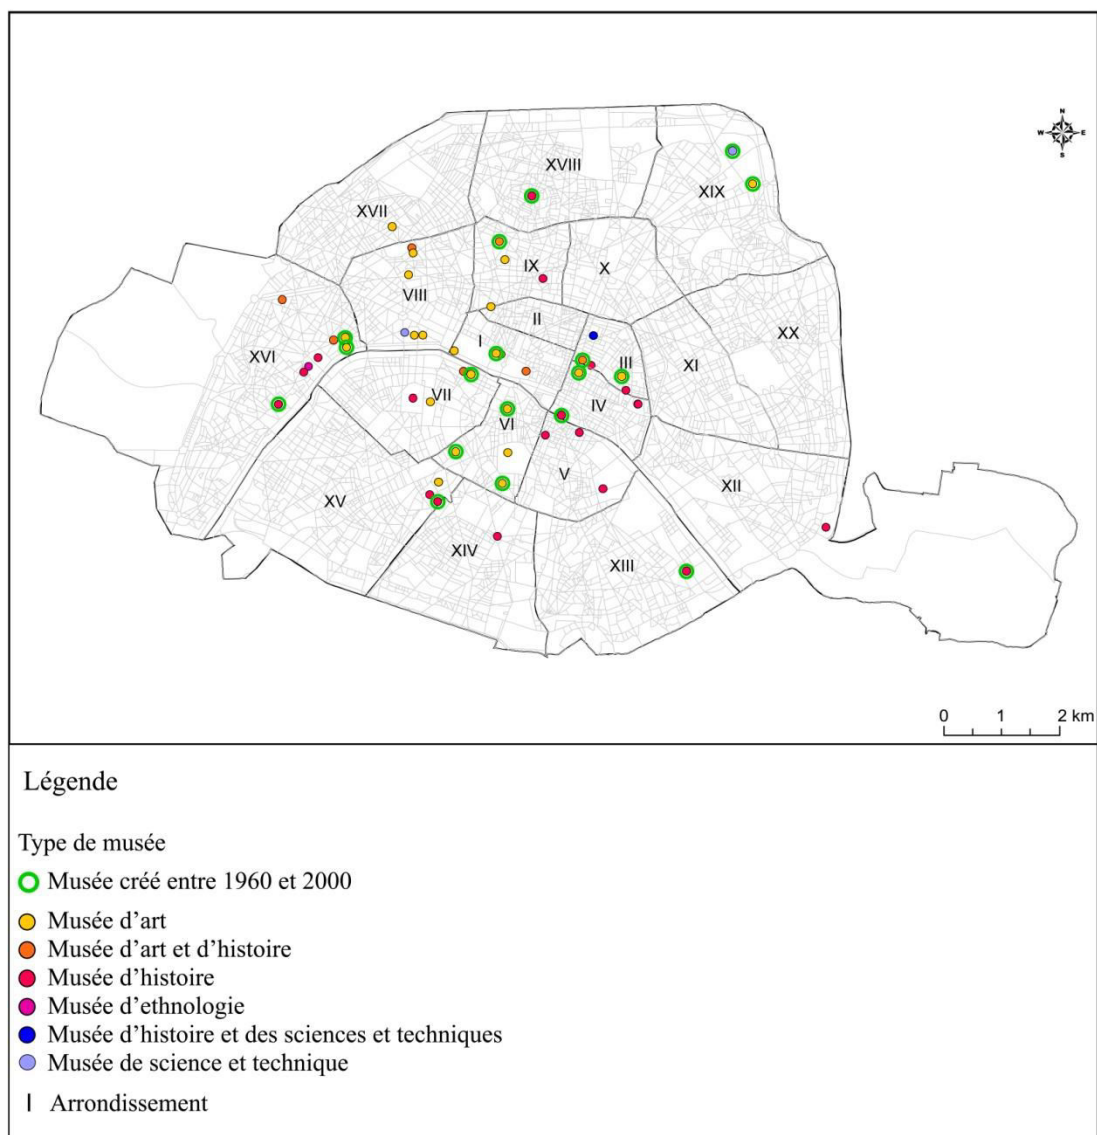 N
W E
S
XVIII
XIX
XVII
IX
X
VIII
II
XX
I
III
XI
XVI
VII
IV
VI
V
XII
XV
XIV
XIII
0 1 2 km
Légende
Type de musée
Musée créé entre 1960 et 2000
Musée d'art
Musée d'art et d'histoire
Musée d'histoire
Musée d'ethnologie
Musée d'histoire et des sciences et techniques
Musée de science et technique
I Arrondissement